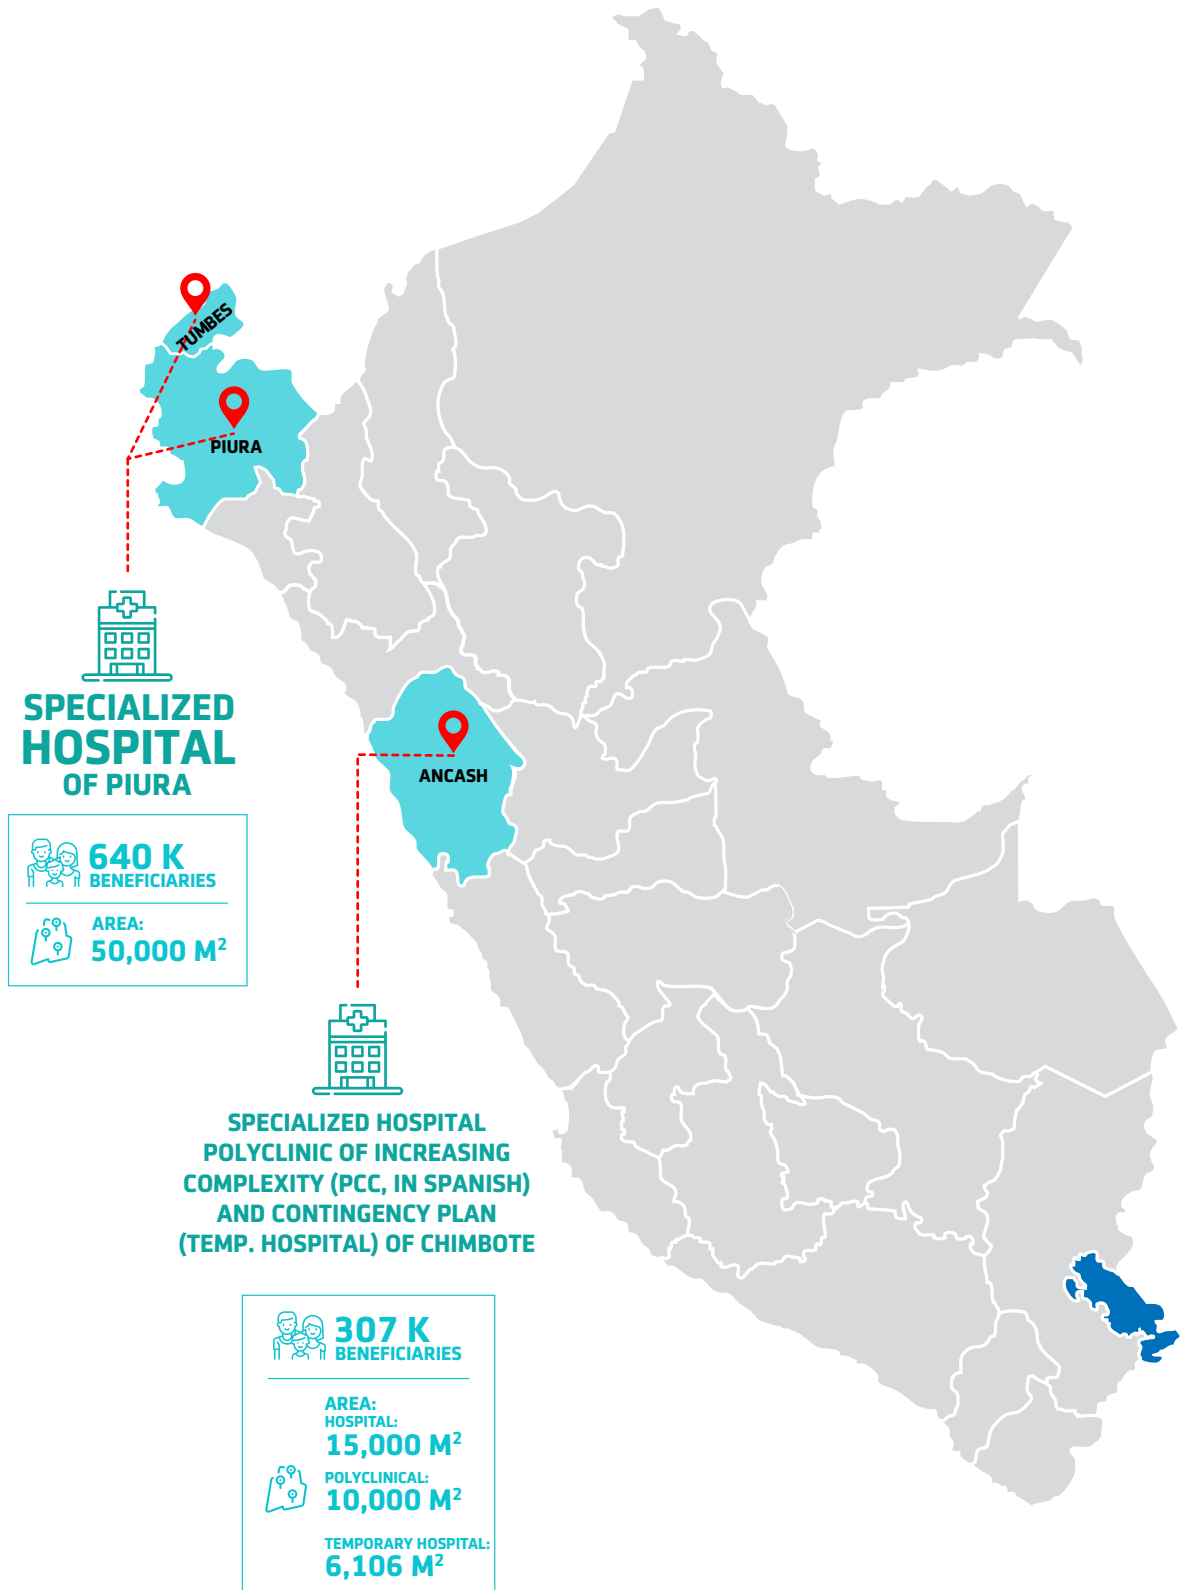 TUMBES
PIURA
SPECIALIZED
HOSPITAL
OF PIURA
640 K
BENEFICIARIES
AREA:
50,000 M²
ANCASH
SPECIALIZED HOSPITAL
POLYCLINIC OF INCREASING
COMPLEXITY (PCC, IN SPANISH)
AND CONTINGENCY PLAN
(TEMP. HOSPITAL) OF CHIMBOTE
307 K
BENEFICIARIES
AREA:
HOSPITAL:
15,000 M²
POLYCLINICAL:
10,000 M²
TEMPORARY HOSPITAL:
6,106 M²